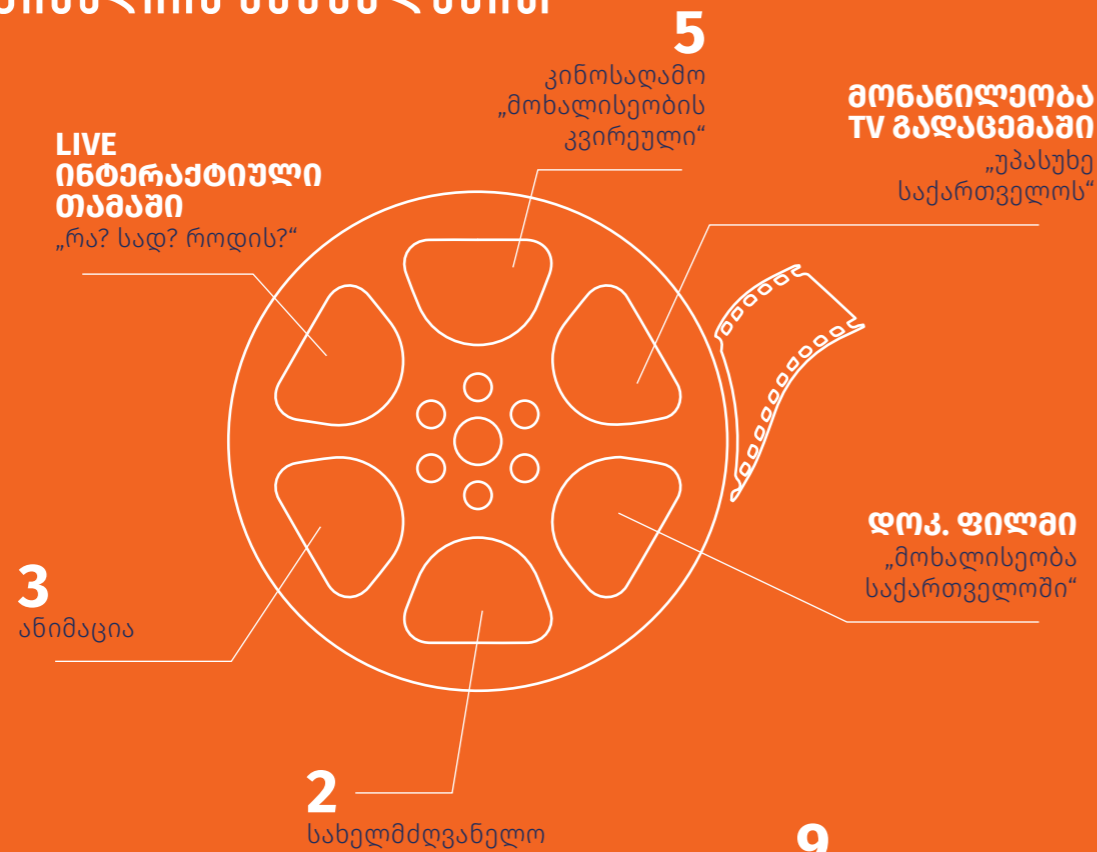 5
კინოსაღამო
„მოხალისეობის
კვირეული“
მონაწილეობა
TV გადაცემაში
„უპასუხე
საქართველოს“
LIVE
ინტერაქტიული
თამაში
„რა? სად? როდის?“
დოკ. ფილმი
„მოხალისეობა
საქართველოში“
3
ანიმაცია
2
სახელმძღვანელო
9